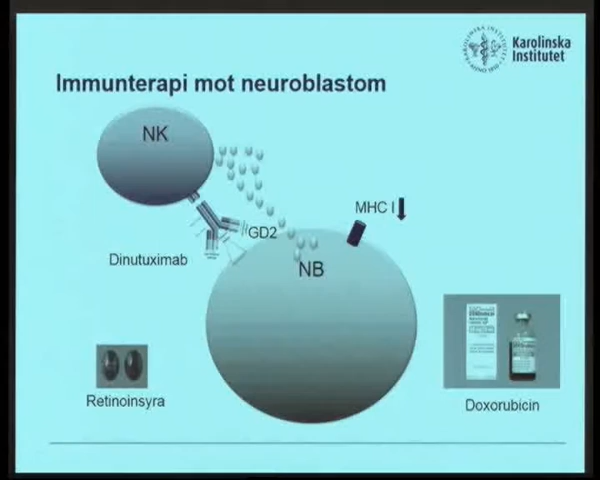 Karolinska
Institutet
Immunterapi mot neuroblastom
NK
MHC I
GD2
Dinutuximab
NB
Retinoinsyra
Doxorubicin